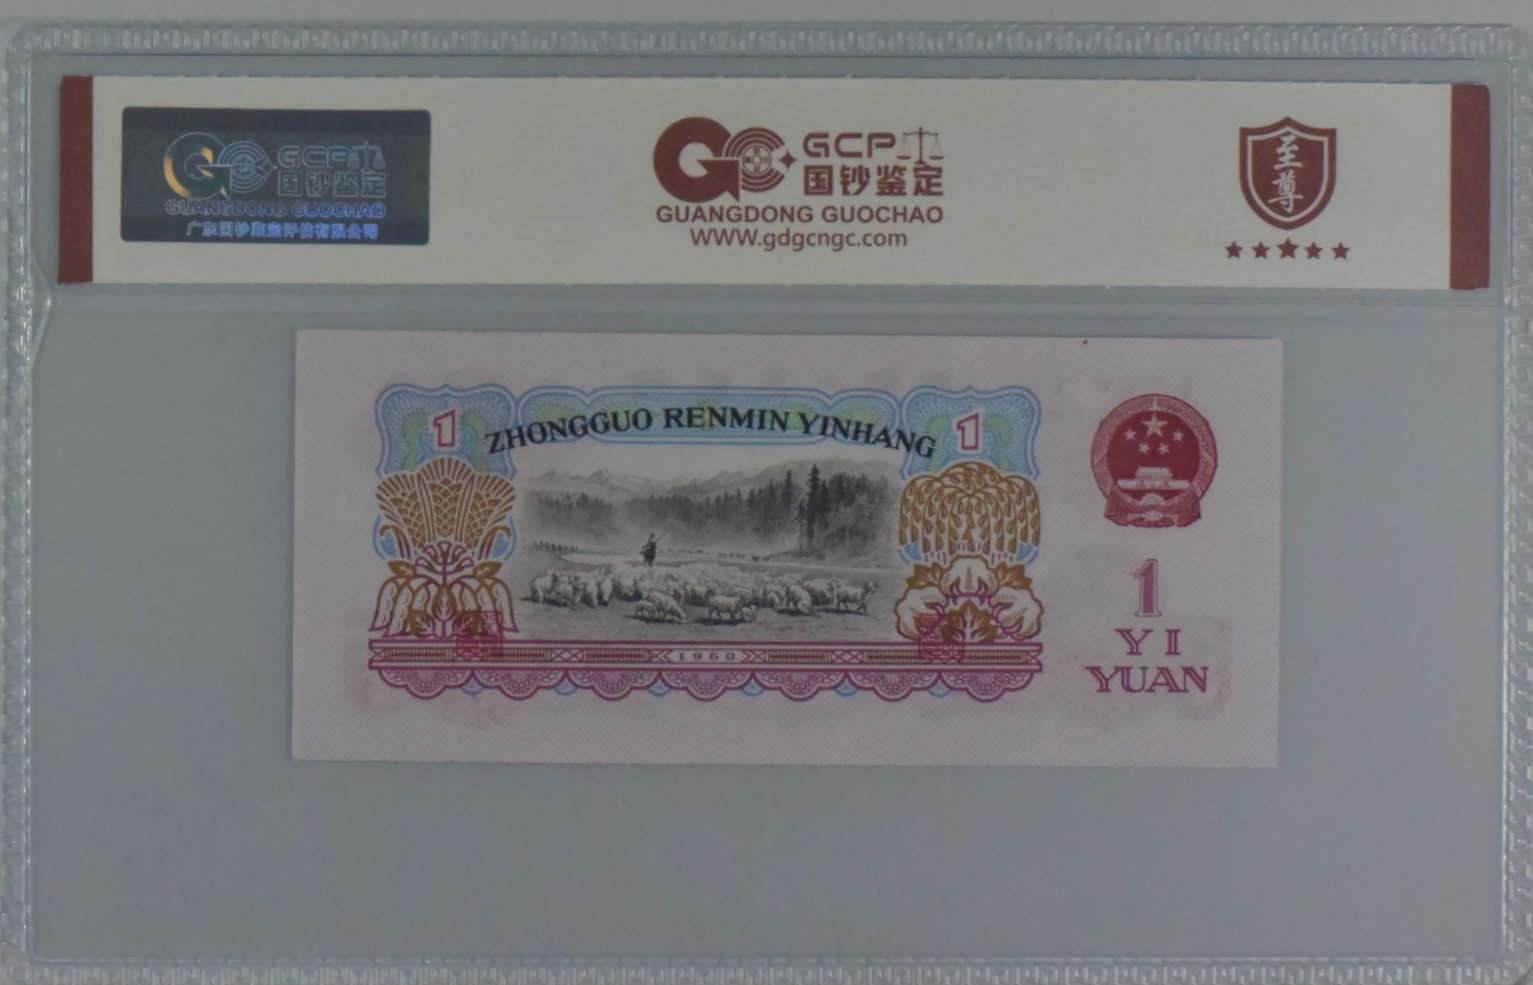 GCP
国钞鉴定
GUANGDONG GUOCHAO
广东国钞鉴定评估有限公司
GC GCP
国钞鉴定
GUANGDONG GUOCHAO
WWW.gdgcngc.com
至尊
1
ZHONGGUO RENMIN YINHANG
1
1960
1
YI
YUAN